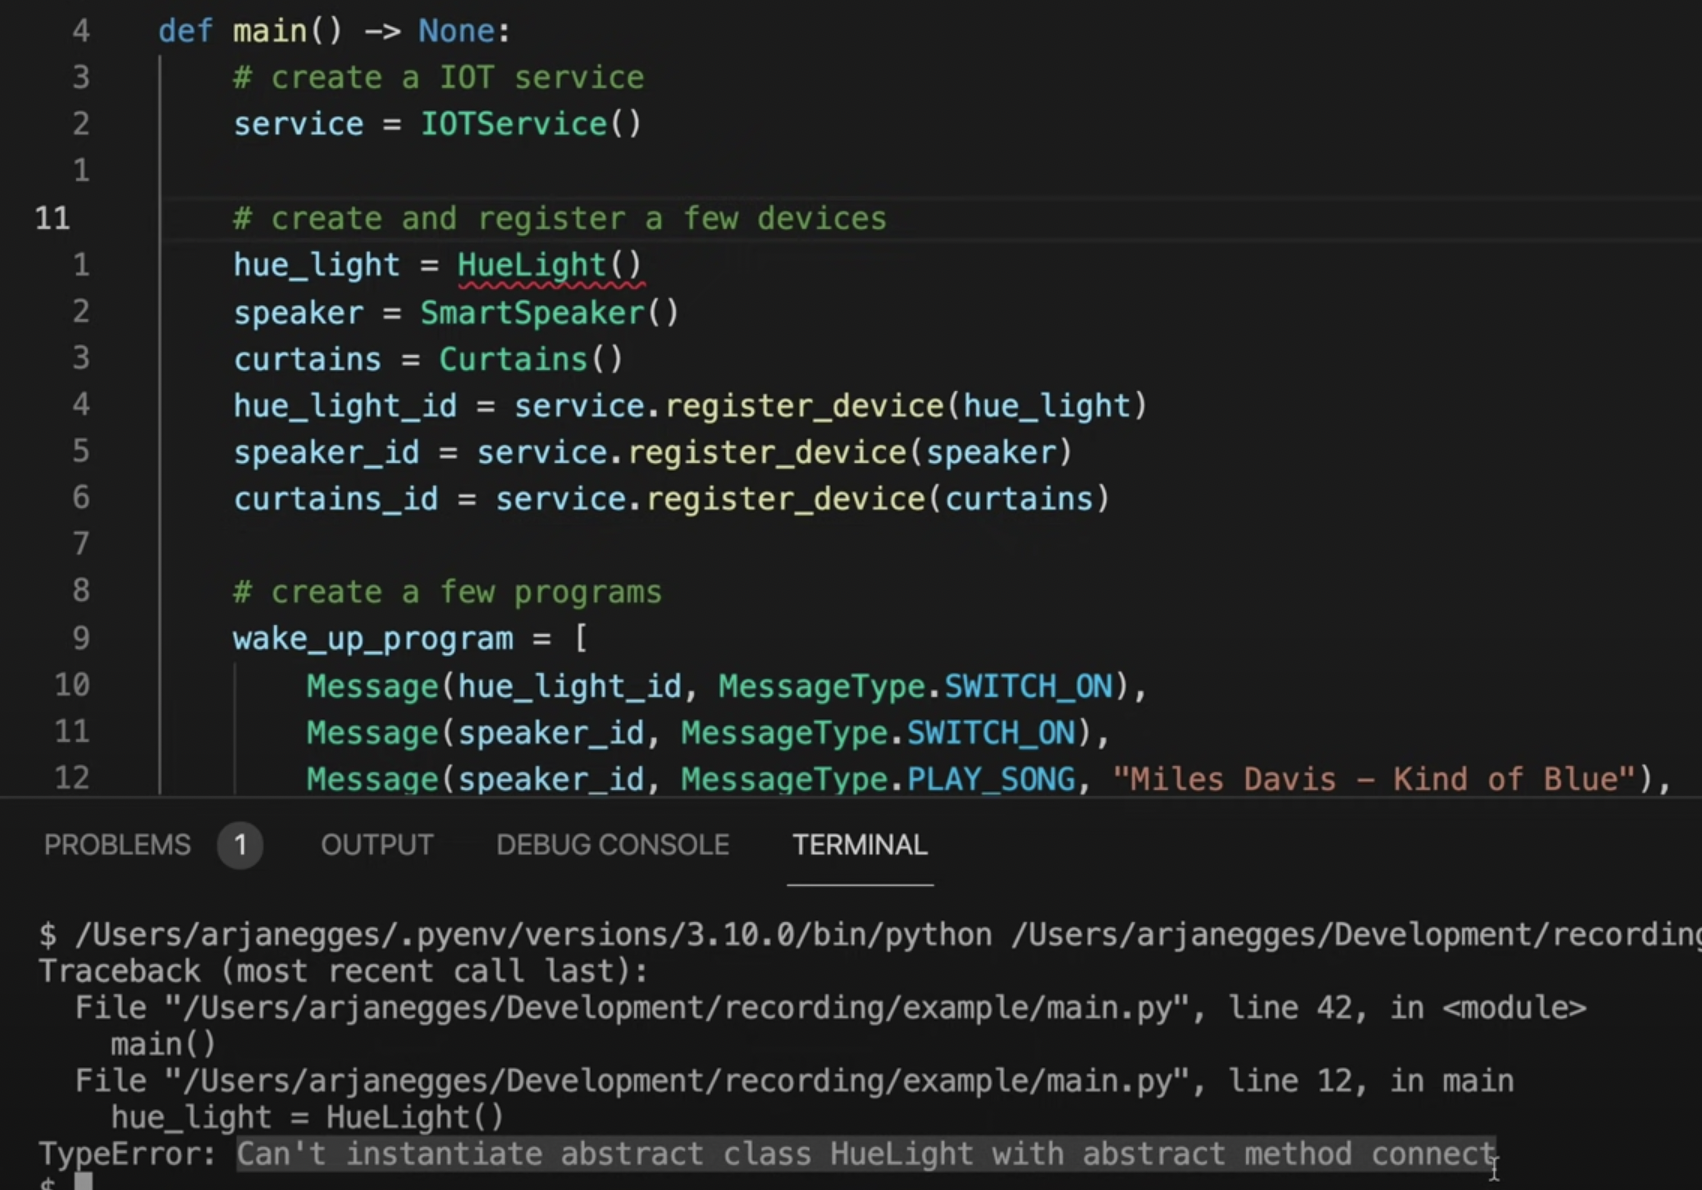 4 def main() -> None:
3 # create a IOT service
2 service = IOTService()
1
11 # create and register a few devices
1 hue_light = HueLight()
2 speaker = SmartSpeaker()
3 curtains = Curtains()
4 hue_light_id = service.register_device(hue_light)
5 speaker_id = service.register_device(speaker)
6 curtains_id = service.register_device(curtains)
7
8 # create a few programs
9 wake_up_program = [
10 Message(hue_light_id, MessageType.SWITCH_ON),
11 Message(speaker_id, MessageType.SWITCH_ON),
12 Message(speaker_id, MessageType.PLAY_SONG, "Miles Davis – Kind of Blue"),
PROBLEMS 1 OUTPUT DEBUG CONSOLE TERMINAL
$ /Users/arjanegges/.pyenv/versions/3.10.0/bin/python /Users/arjanegges/Development/recording
Traceback (most recent call last):
File "/Users/arjanegges/Development/recording/example/main.py", line 42, in <module>
main()
File "/Users/arjanegges/Development/recording/example/main.py", line 12, in main
hue_light = HueLight()
TypeError: Can't instantiate abstract class HueLight with abstract method connect
$